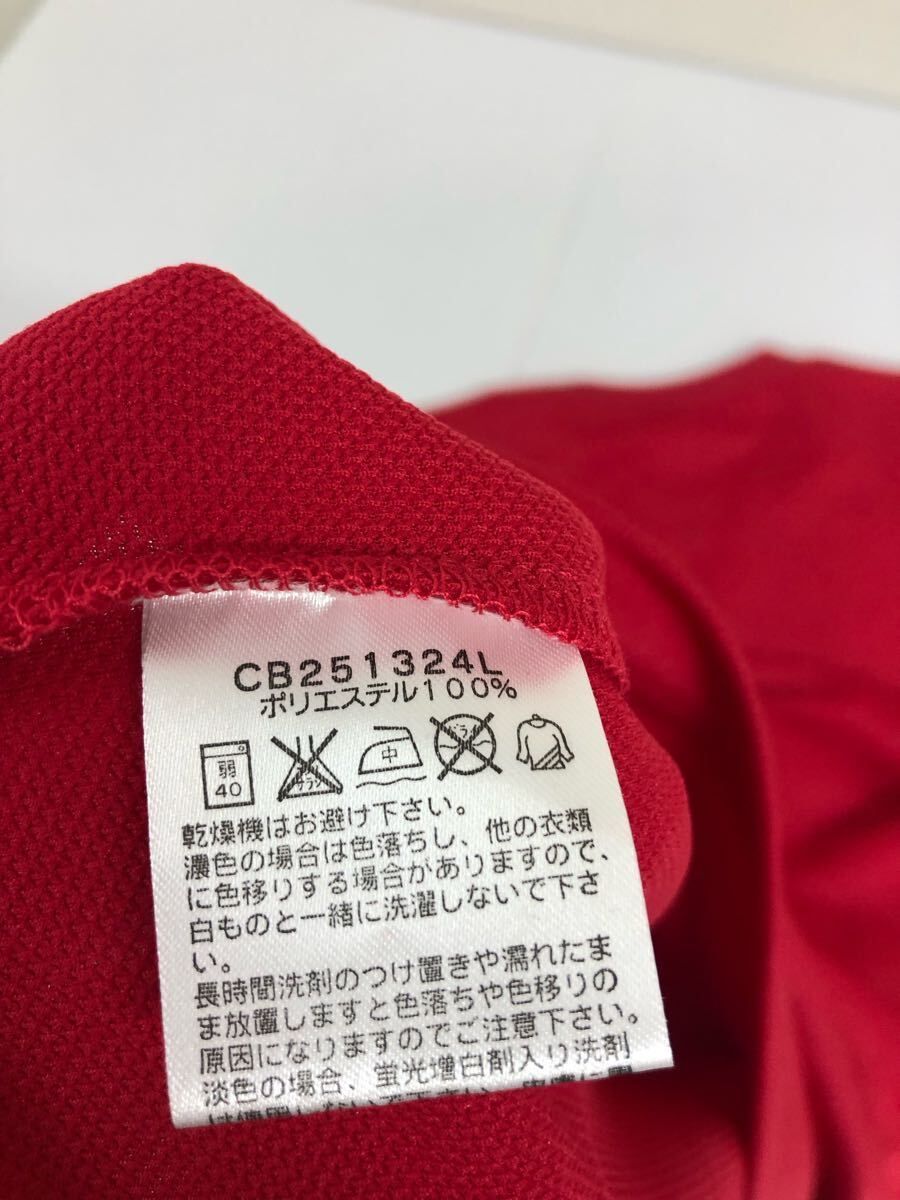 CB251324L
ポリエステル100%
弱
40
中
乾燥機はお避け下さい。
濃色の場合は色落ちし、他の衣類
に色移りする場合がありますので、
白ものと一緒に洗濯しないで下さ
い。
長時間洗剤のつけ置きや濡れたま
ま放置しますと色落ちや色移りの
原因になりますのでご注意下さい。
淡色の場合、蛍光増白剤入り洗剤